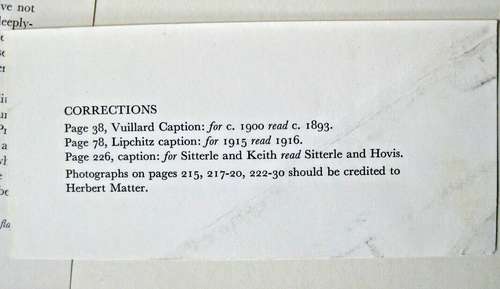 ve not
CORRECTIONS
Page 38, Vuillard Caption: for c. 1900 read c. 1893.
Page 78, Lipchitz caption: for 1915 read 1916.
Page 226, caption: for Sitterle and Keith read Sitterle and Hovis.
Photographs on pages 215, 217-20, 222-30 should be credited to
Herbert Matter.